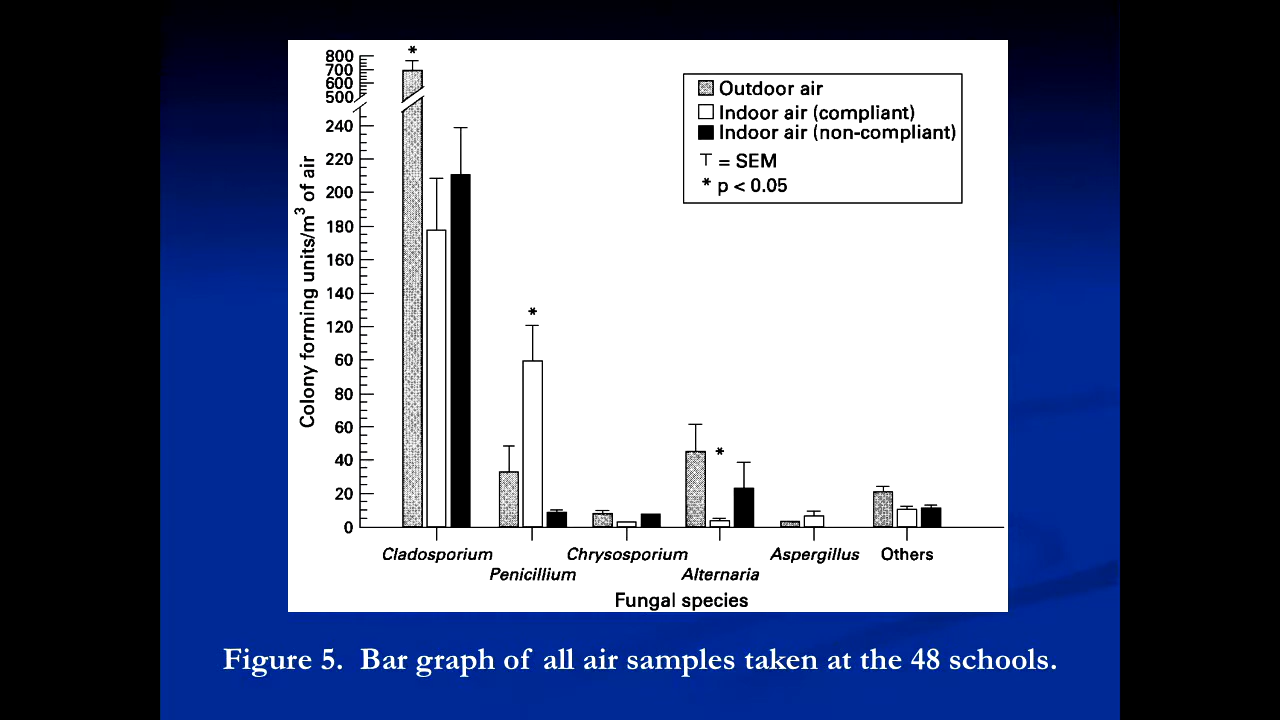 *
800
700
600
500
240
220
200
180
160
140
120
60
80
60
40
20
0
Colony forming units/m³ of air
Outdoor air
Indoor air (compliant)
Indoor air (non-compliant)
T = SEM
* p < 0.05
*
*
Cladosporium
Penicillium
Chrysosporium
Alternaria
Aspergillus
Others
Fungal species
Figure 5. Bar graph of all air samples taken at the 48 schools.